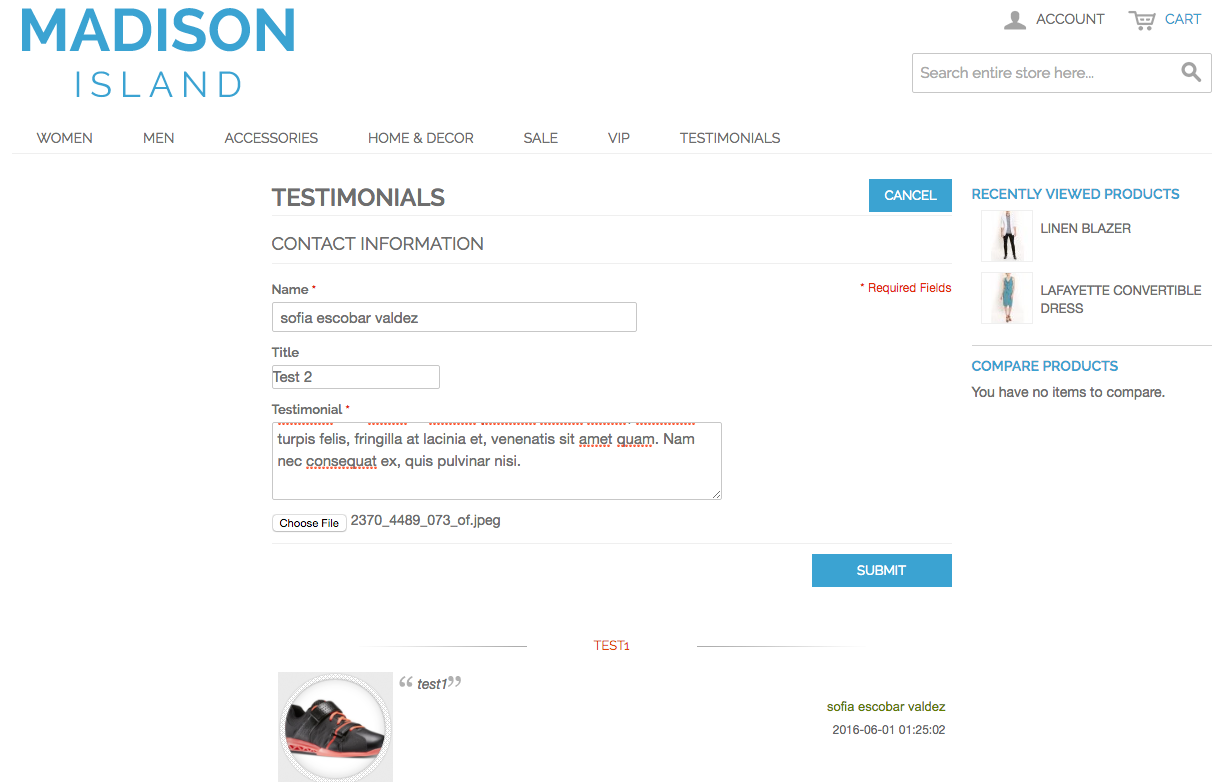 MADISON
ISLAND
ACCOUNT
CART
Search entire store here...
WOMEN
MEN
ACCESSORIES
HOME & DECOR
SALE
VIP
TESTIMONIALS
TESTIMONIALS
CANCEL
CONTACT INFORMATION
Name *
* Required Fields
sofia escobar valdez
Title
Test 2
Testimonial *
turpis felis, fringilla at lacinia et, venenatis sit amet quam. Nam
nec consequat ex, quis pulvinar nisi.
Choose File 2370_4489_073_of.jpeg
SUBMIT
RECENTLY VIEWED PRODUCTS
LINEN BLAZER
LAFAYETTE CONVERTIBLE
DRESS
COMPARE PRODUCTS
You have no items to compare.
TEST1
“ test1”
sofia escobar valdez
2016-06-01 01:25:02